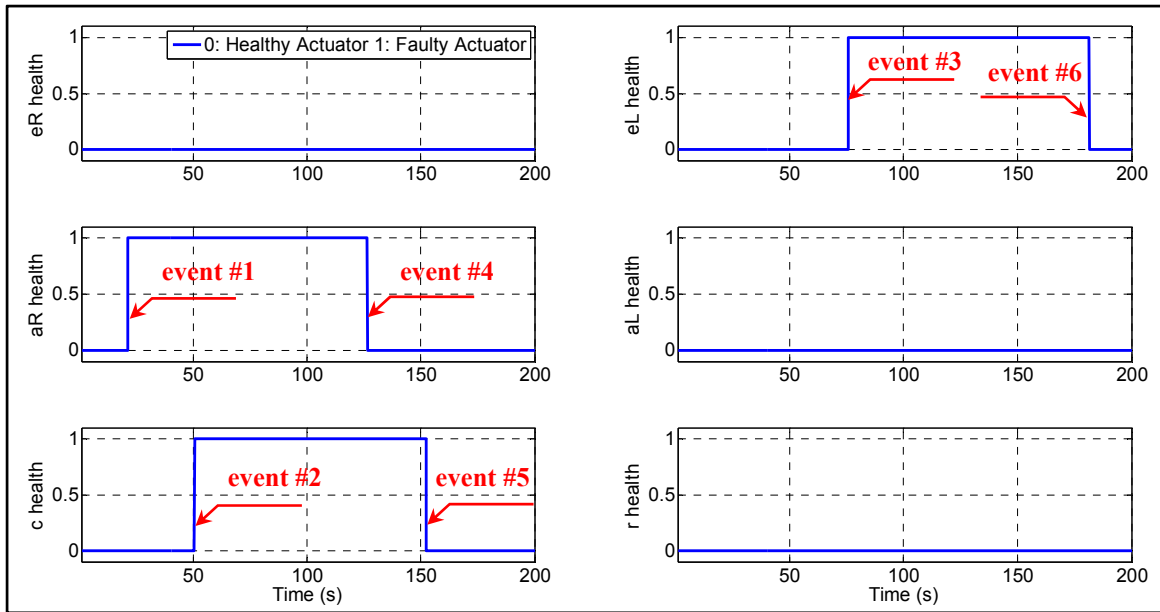 1
0.5
0
eR health
0: Healthy Actuator 1: Faulty Actuator
50
100
150
200
1
0.5
0
eL health
event #3
event #6
50
100
150
200
1
0.5
0
aR health
event #1
event #4
50
100
150
200
1
0.5
0
aL health
50
100
150
200
1
0.5
0
c health
event #2
event #5
50
100
150
200
Time (s)
1
0.5
0
r health
50
100
150
200
Time (s)